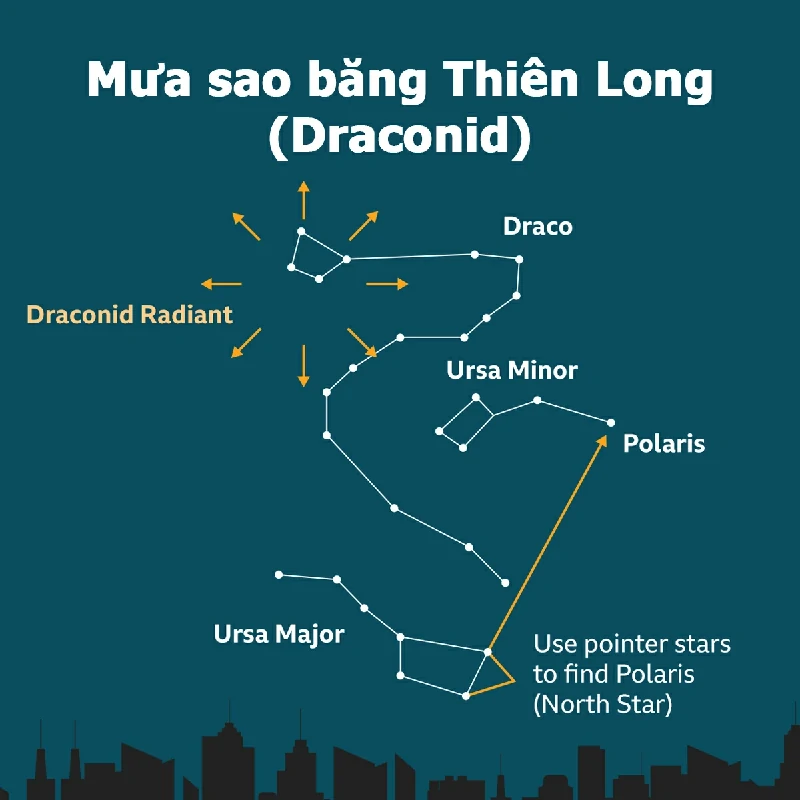 Mưa sao băng Thiên Long
(Draconid)
Draco
Draconid Radiant
Ursa Minor
Polaris
Ursa Major
Use pointer stars
to find Polaris
(North Star)